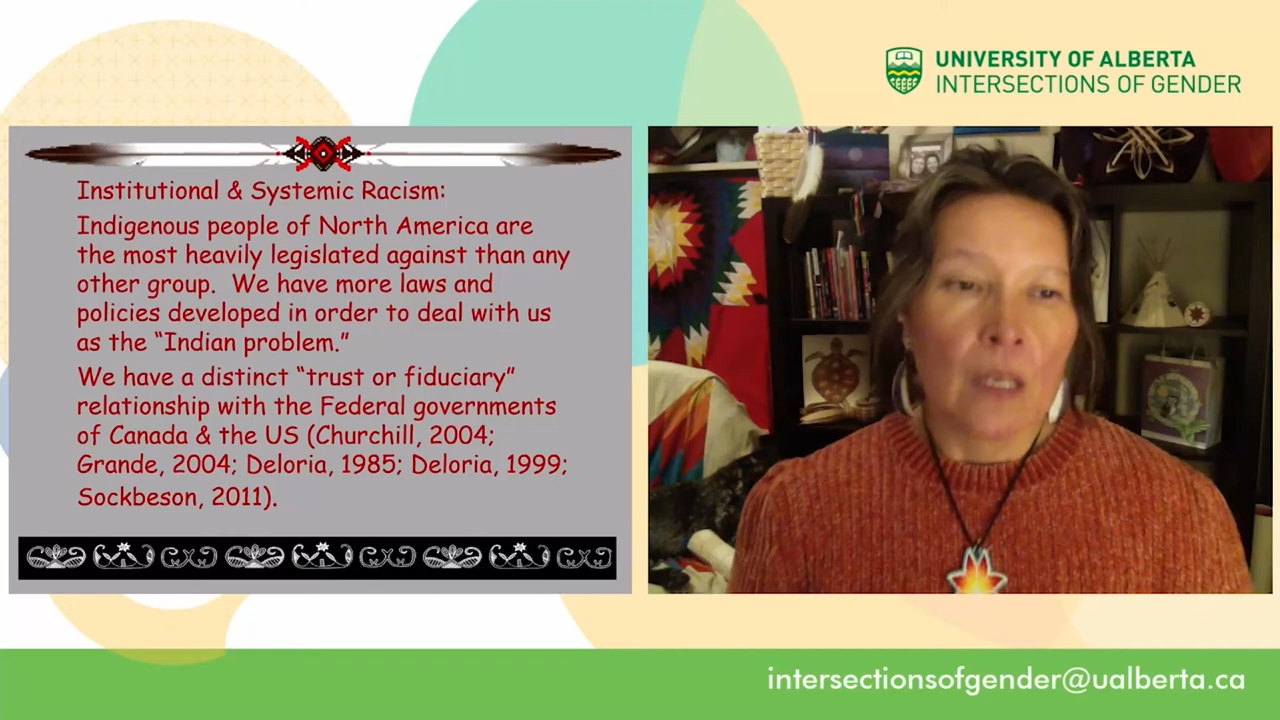 UNIVERSITY OF ALBERTA
INTERSECTIONS OF GENDER
Institutional & Systemic Racism:
Indigenous people of North America are
the most heavily legislated against than any
other group.  We have more laws and
policies developed in order to deal with us
as the “Indian problem.”
We have a distinct “trust or fiduciary”
relationship with the Federal governments
of Canada & the US (Churchill, 2004;
Grande, 2004; Deloria, 1985; Deloria, 1999;
Sockbeson, 2011).
intersectionsofgender@ualberta.ca